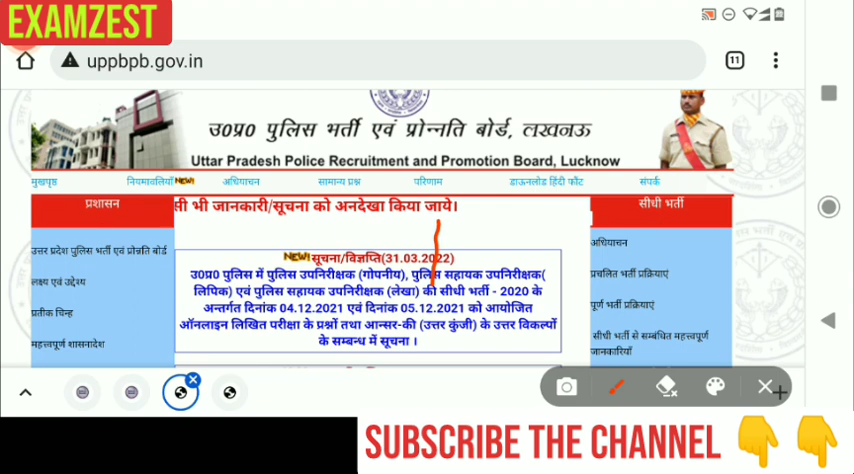 EXAMZEST
uppbpb.gov.in
11
उ0प्र0 पुलिस भर्ती एवं प्रोन्नति बोर्ड, लखनऊ
Uttar Pradesh Police Recruitment and Promotion Board, Lucknow
मुखपृष्ठ नियमावलियाँ NEW! अधियाचन सामान्य प्रश्न परिणाम डाऊनलोड हिंदी फौंट संपर्क
प्रशासन
उत्तर प्रदेश पुलिस भर्ती एवं प्रोन्नति बोर्ड
लक्ष्य एवं उद्देश्य
प्रतीक चिन्ह
महत्वपूर्ण शासनादेश
सी भी जानकारी/सूचना को अनदेखा किया जाये।
NEW! सूचना/विज्ञप्ति(31.03.2022)
उ0प्र0 पुलिस में पुलिस उपनिरीक्षक (गोपनीय), पुलिस सहायक उपनिरीक्षक(
लिपिक) एवं पुलिस सहायक उपनिरीक्षक (लेखा) की सीधी भर्ती - 2020 के
अन्तर्गत दिनांक 04.12.2021 एवं दिनांक 05.12.2021 को आयोजित
ऑनलाइन लिखित परीक्षा के प्रश्नों तथा आन्सर-की (उत्तर कुंजी) के उत्तर विकल्पों
के सम्बन्ध में सूचना ।
सीधी भर्ती
अधियाचन
प्रचलित भर्ती प्रक्रियाएं
पूर्ण भर्ती प्रक्रियाएं
सीधी भर्ती से सम्बंधित महत्वपूर्ण
जानकारियाँ
SUBSCRIBE THE CHANNEL